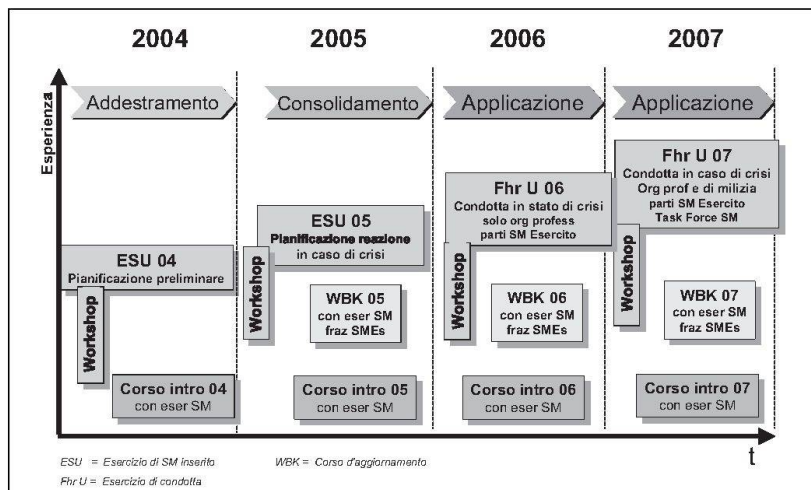 2004
2005
2006
2007
Esperienza
Addestramento
Consolidamento
Applicazione
Applicazione
ESU 04
Pianificazione preliminare
Workshop
Corso intro 04
con eser SM
ESU 05
Pianificazione reazione
in caso di crisi
Workshop
WBK 05
con eser SM
fraz SMEs
Corso intro 05
con eser SM
Fhr U 06
Condotta in stato di crisi
solo org profess
parti SM Esercito
Workshop
WBK 06
con eser SM
fraz SMEs
Corso intro 06
con eser SM
Fhr U 07
Condotta in caso di crisi
Org prof e di milizia
parti SM Esercito
Task Force SM
Workshop
WBK 07
con eser SM
fraz SMEs
Corso intro 07
con eser SM
t
ESU = Esercizio di SM inserito
WBK = Corso d'aggiornamento
Fhr U = Esercizio di condotta